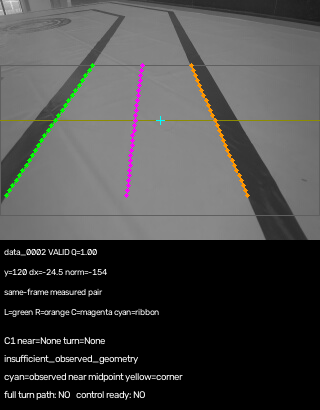 data_0002 VALID Q=1.00
y=120 dx=-24.5 norm=-154
same-frame measured pair
L=green R=orange C=magenta cyan=ribbon
C1 near=None turn=None
insufficient_observed_geometry
cyan=observed near midpoint yellow=corner
full turn path: NO control ready: NO